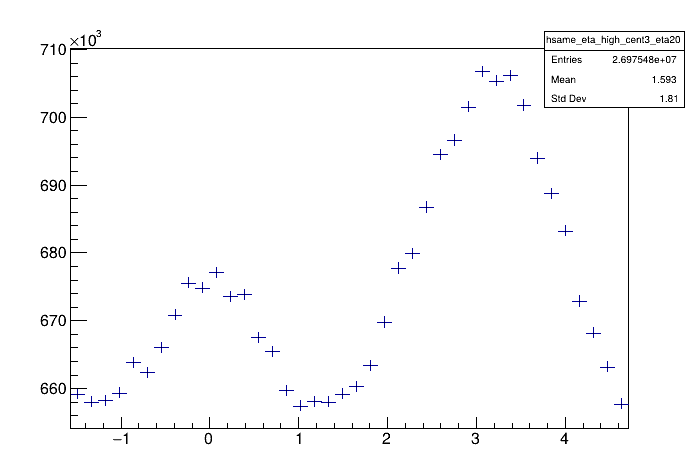 ×10³
hsame_eta_high_cent3_eta20
Entries 2.697548e+07
Mean 1.593
Std Dev 1.81
710
700
690
680
670
660
−1 0 1 2 3 4